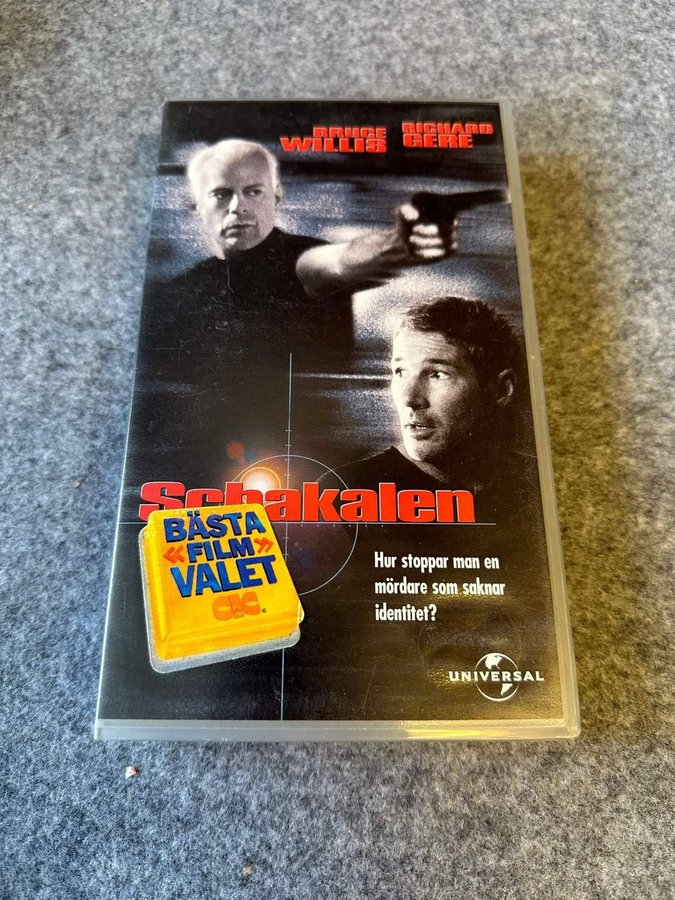 BRUCE
WILLIS
RICHARD
GERE
Schakalen
BÄSTA
«FILM»
VALET
CIC
Hur stoppar man en
mördare som saknar
identitet?
UNIVERSAL